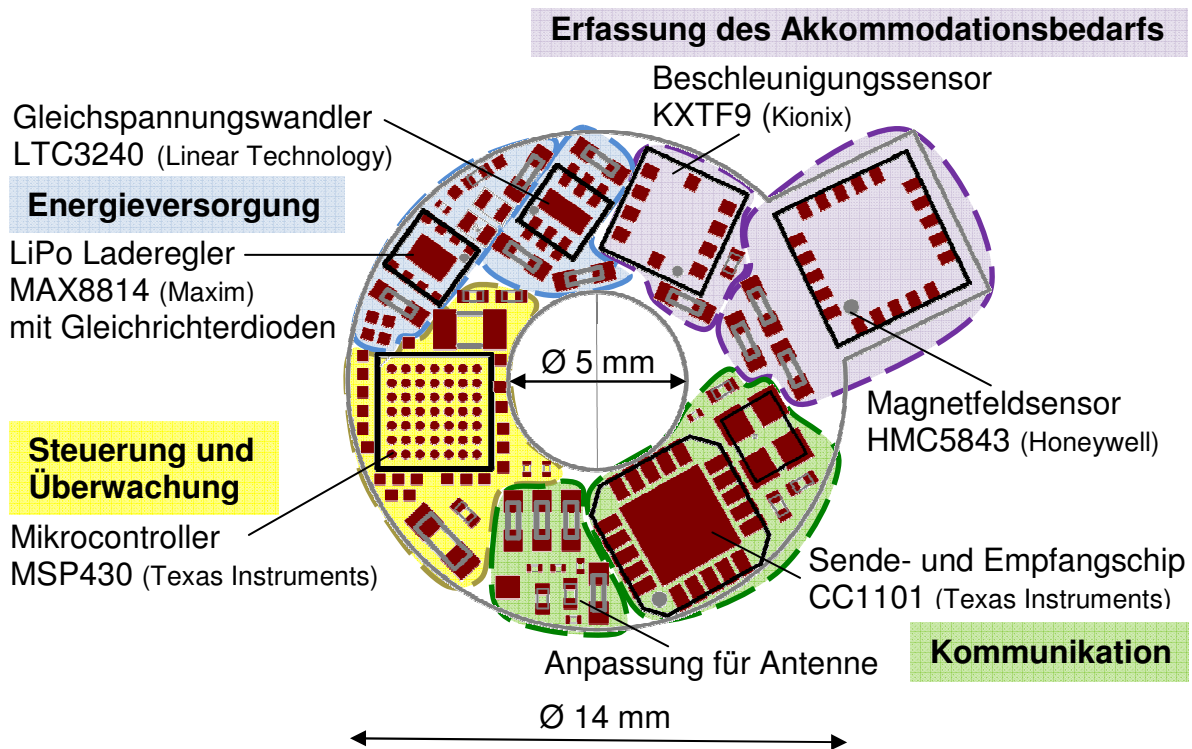 Erfassung des Akkommodationsbedarfs
Beschleunigungssensor
KXTF9 (Kionix)
Gleichspannungswandler
LTC3240 (Linear Technology)
Energieversorgung
LiPo Laderegler
MAX8814 (Maxim)
mit Gleichrichterdioden
Ø 5 mm
Magnetfeldsensor
HMC5843 (Honeywell)
Steuerung und
Überwachung
Mikrocontroller
MSP430 (Texas Instruments)
Sende- und Empfangschip
CC1101 (Texas Instruments)
Kommunikation
Anpassung für Antenne
Ø 14 mm